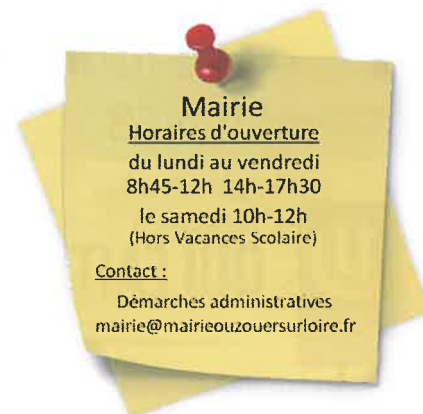 Mairie
Horaires d'ouverture
du lundi au vendredi
8h45-12h 14h-17h30
le samedi 10h-12h
(Hors Vacances Scolaire)
Contact :
Démarches administratives
mairie@mairieouzouersurloire.fr